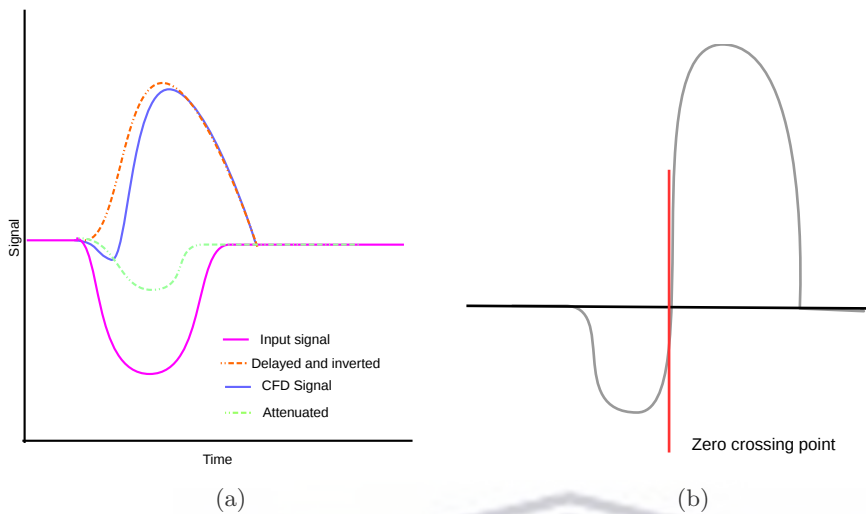 Signal
Input signal
Delayed and inverted
CFD Signal
Attenuated
Time
(a)
Zero crossing point
(b)